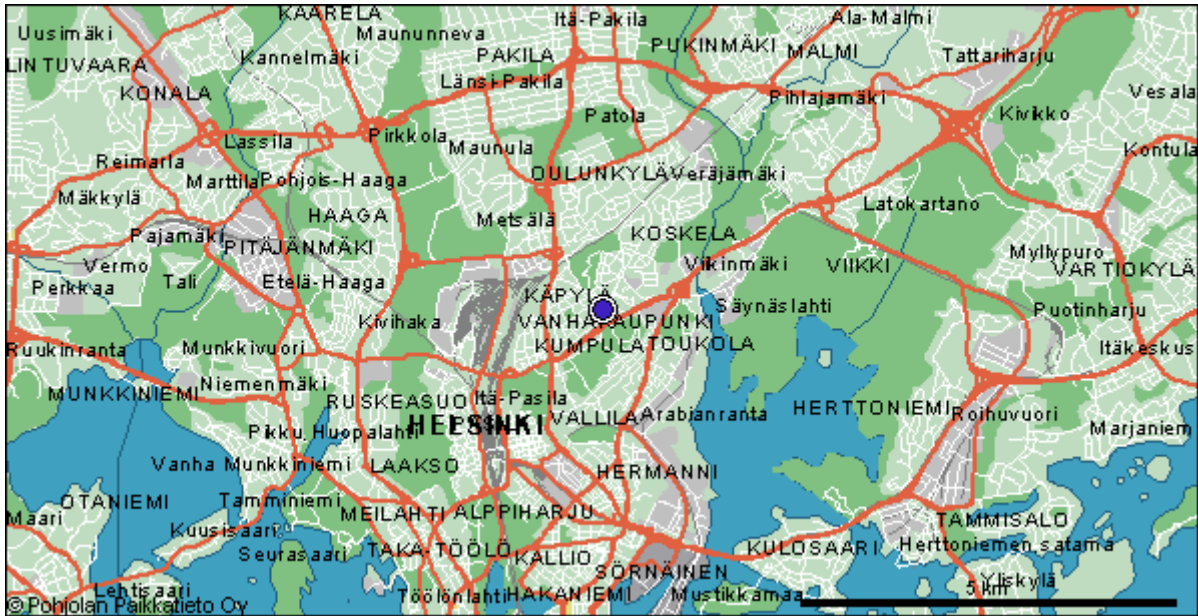 KAARELA
Itä-Pakila
Ala-Malmi
Uusimäki
Maununneva
PAKILA
PUKINMÄKI
MALMI
Tattariharju
LINTUVAARA
Kannelmäki
Länsi-Pakila
KONALA
Pihlajamäki
Vesala
Patola
Kivikko
Lassila
Pirkkola
Maunula
Kontula
Reimarla
Marttila
Pohjois-Haaga
OULUNKYLÄ
Veräjämäki
Mäkkylä
HAAGA
Metsälä
Latokartano
Pajamäki
PITÄJÄNMÄKI
KOSKELA
Myllypuro
Vermo
Tali
Etelä-Haaga
Viikinmäki
VIIKKI
VARTIOKYLÄ
Perkkaa
KÄPYLÄ
Säynäslahti
Puotinharju
Kivihaka
VANHAKAUPUNKI
Ruukinranta
Munkkivuori
KUMPULA
TOUKOLA
Itäkeskus
MUNKKINIEMI
Niemenmäki
RUSKEASUO
Itä-Pasila
HERTTONIEMI
Roihuvuori
Pikku Huopalahti
HELSINKI
VALLILA
Arabianranta
Marjaniem
Vanha Munkkiniemi
LAAKSO
HERMANNI
OTANIEMI
Tamminiemi
MEILAHTI
ALPPIHARJU
Maari
Kuusisaari
TAMMISALO
Seurasaari
TAKA-TÖÖLÖ
KALLIO
KULOSAARI
Herttoniemen satama
SÖRNÄINEN
Lehtisaari
Töölönlahti
HAKANIEMI
Mustikkamaa
5 km
Yliskylä
© Pohjolan Paikkatieto Oy